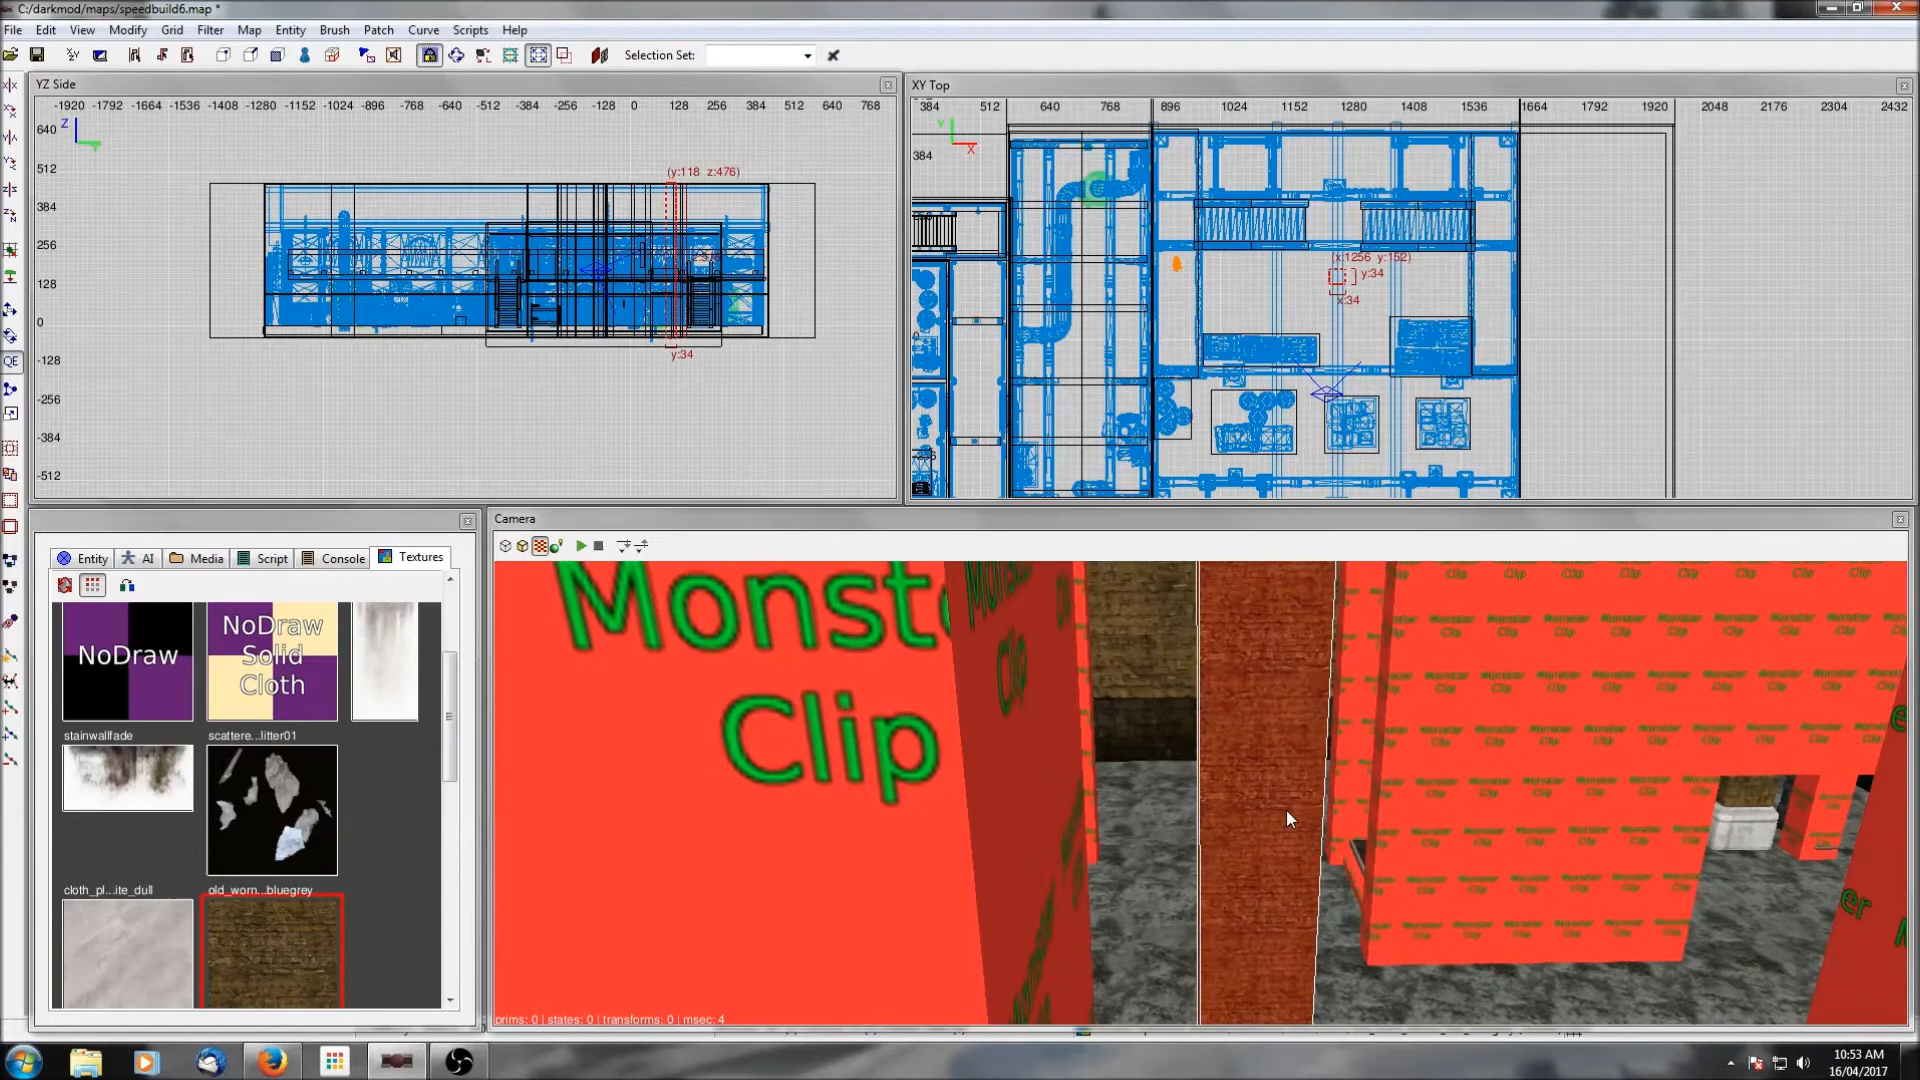 C:/darkmod/maps/speedbuild6.map *
File Edit View Modify Grid Filter Map Entity Brush Patch Curve Scripts Help
Selection Set:
YZ Side
-1920 -1792 -1664 -1536 -1408 -1280 -1152 -1024 -896 -768 -640 -512 -384 -256 -128 0 128 256 384 512 640 768
640
Z
512
384
256
128
0
-128
-256
-384
-512
(y:118 z:476)
y:34
XY Top
384 512 640 768 896 1024 1152 1280 1408 1536 1664 1792 1920 2048 2176 2304 2432
Y
X
384
(x:1256 y:152)
y:34
x:34
QE
Entity AI Media Script Console Textures
NoDraw
NoDraw Solid Cloth
stainwallfade
scattere...litter01
cloth_pl...ite_dull
old_worn...bluegrey
Camera
Monst
Clip
Monster Clip
prims: 0 | states: 0 | transforms: 0 | msec: 4
10:53 AM
16/04/2017